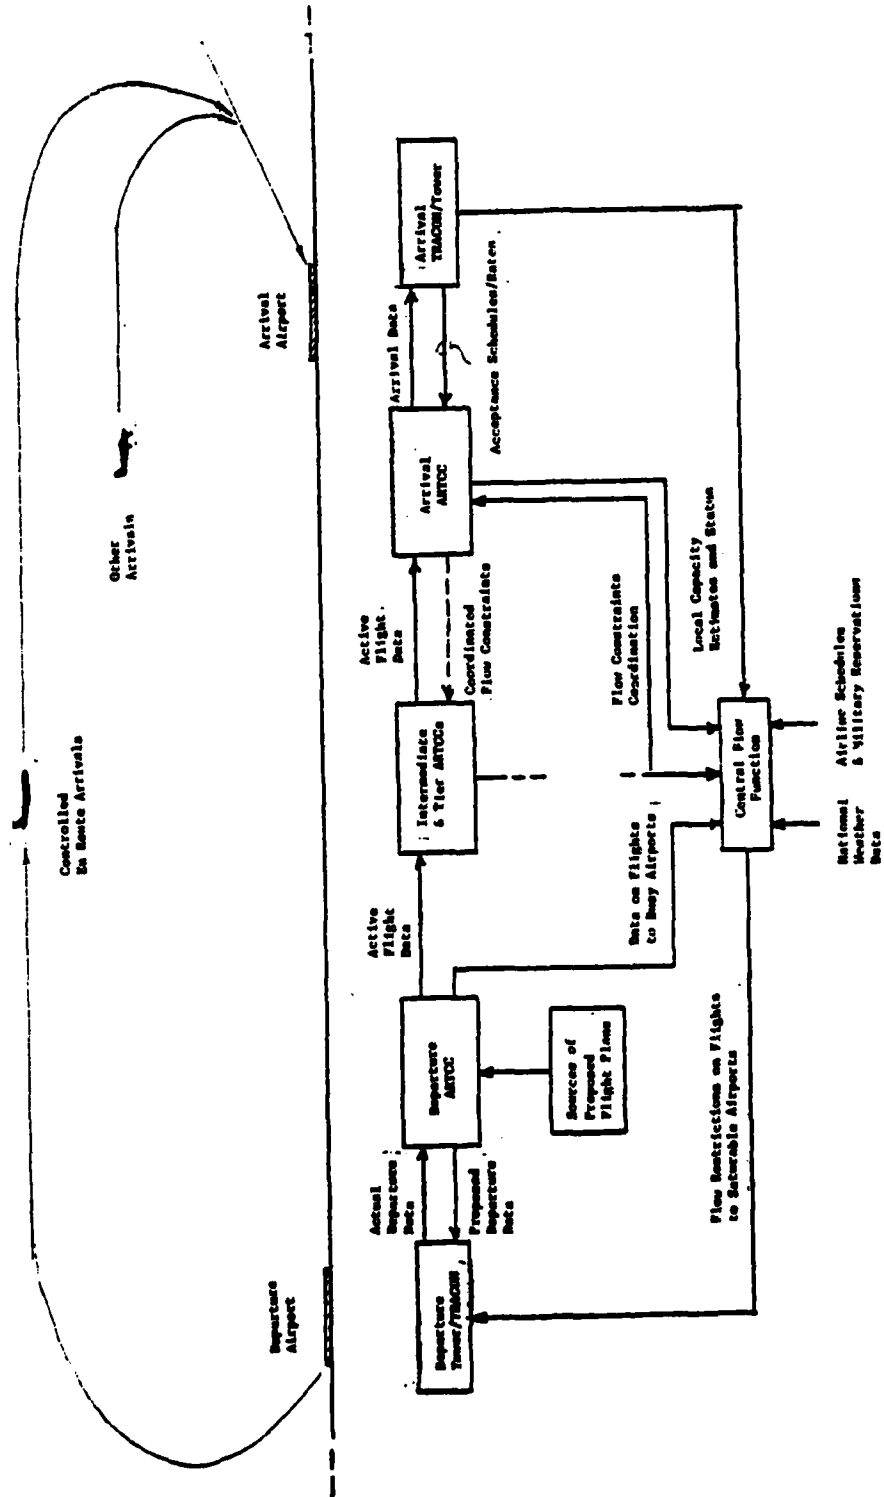 Controlled
En Route Arrivals
Other
Arrivals
Departure
Airport
Arrival
Airport
Departure
Tower/TRACON
Actual
Departure
Data
Proposed
Departure
Data
Departure
ARTCC
Sources of
Proposed
Flight Plans
Active
Flight
Data
Intermediate
& Tier ARTCCs
Active
Flight
Data
Coordinated
Flow Constraints
Arrival
ARTCC
Arrival Data
Acceptance Schedules/Rates
Arrival
TRACON/Tower
Data on Flights
to Busy Airports
Flow Constraints
Coordination
Local Capacity
Estimates and Status
Flow Restrictions on Flights
to Saturable Airports
Central Flow
Function
National
Weather
Data
Airline Schedules
& Military Reservations